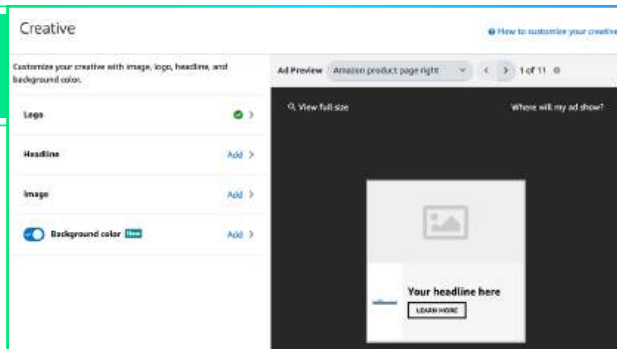 Creative
How to customize your creative
Customize your creative with image, logo, headline, and
background color.
Ad Preview
Amazon product page right
1 of 11
Logo
View full size
Where will my ad show?
Headline
Add
Image
Add
Background color
New
Add
Your headline here
LEARN MORE